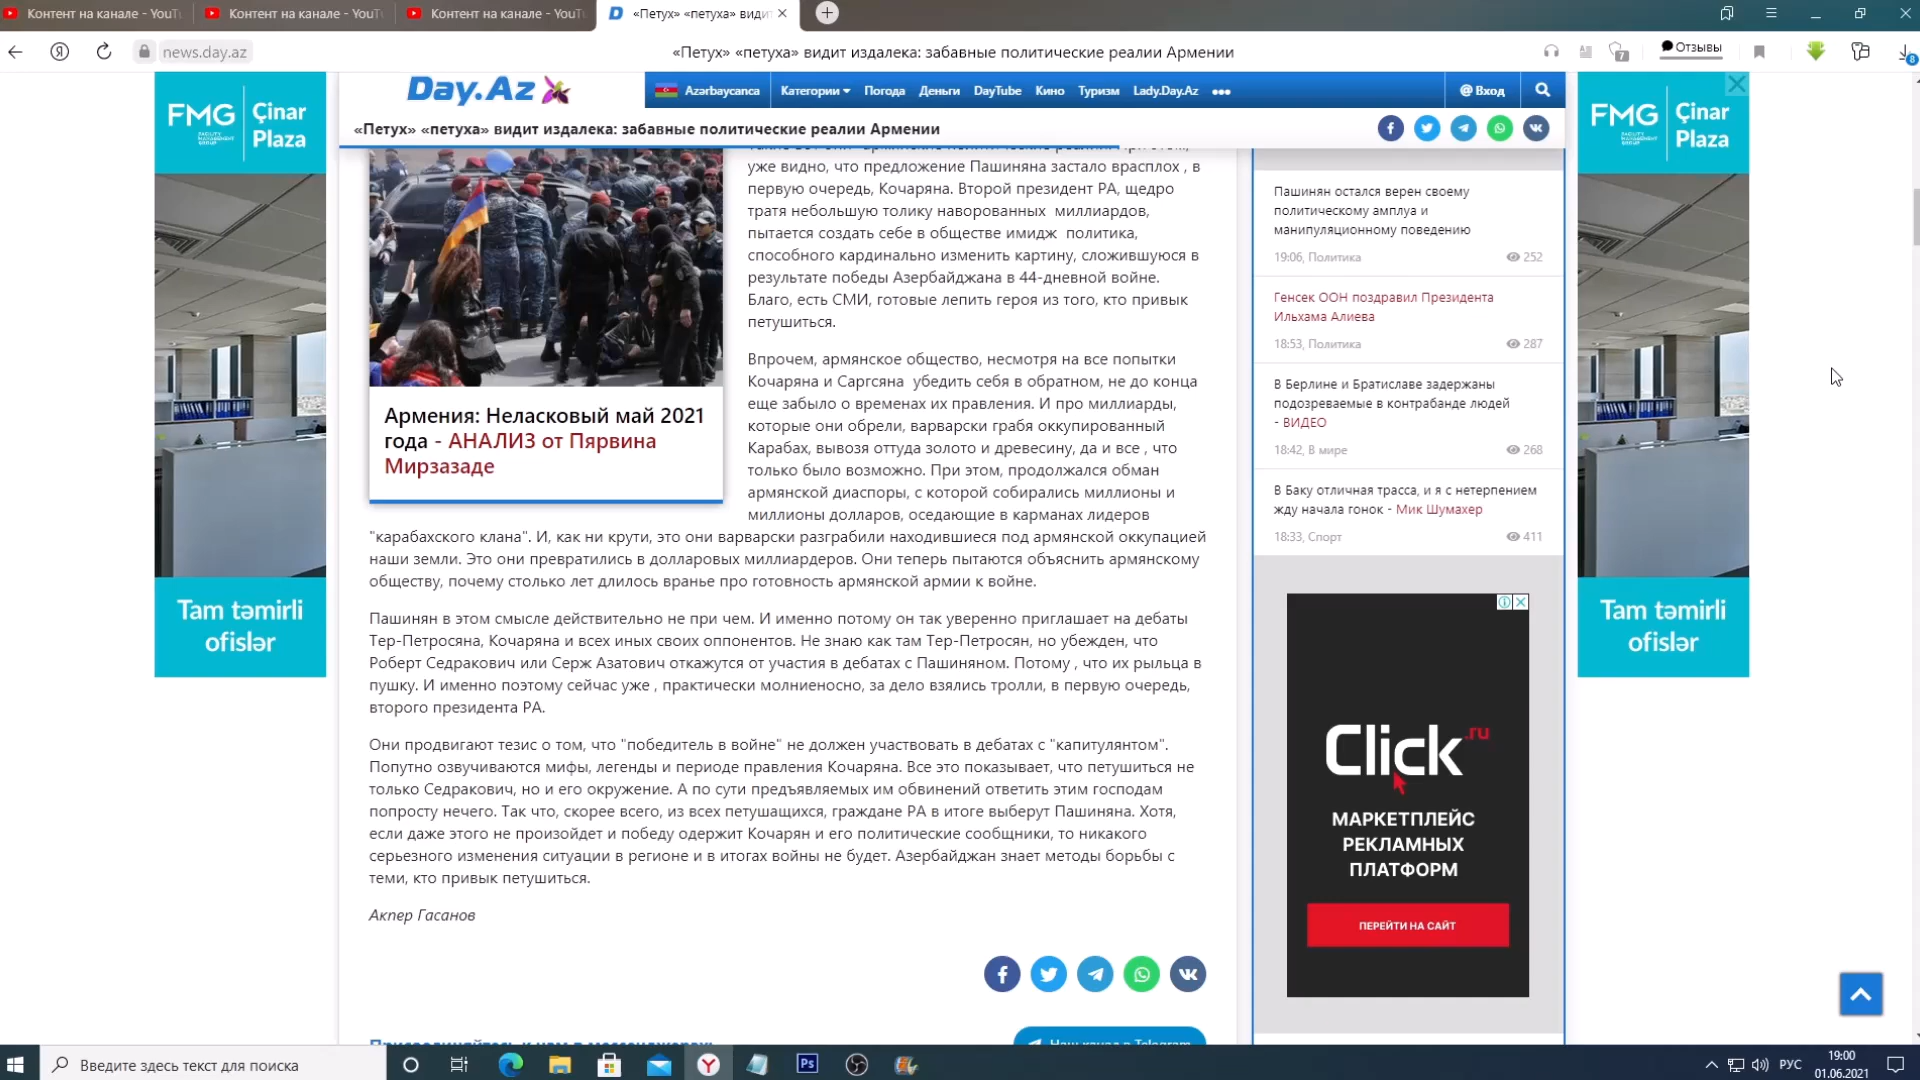 Контент на канале - YouTu
Контент на канале - YouTu
Контент на канале - YouTu
«Петух» «петуха» видит
news.day.az
«Петух» «петуха» видит издалека: забавные политические реалии Армении
7
Отзывы
8
FMG
Çinar
Plaza
Tam təmirli
ofislər
Day.Az
Azərbaycanca
Категории
Погода
Деньги
DayTube
Кино
Туризм
Lady.Day.Az
Вход
«Петух» «петуха» видит издалека: забавные политические реалии Армении
Армения: Неласковый май 2021
года - АНАЛИЗ от Пярвина
Мирзазаде
уже видно, что предложение Пашиняна застало врасплох , в
первую очередь, Кочаряна. Второй президент РА, щедро
тратя небольшую толику наворованных миллиардов,
пытается создать себе в обществе имидж политика,
способного кардинально изменить картину, сложившуюся в
результате победы Азербайджана в 44-дневной войне.
Благо, есть СМИ, готовые лепить героя из того, кто привык
петушиться.
Впрочем, армянское общество, несмотря на все попытки
Кочаряна и Саргсяна убедить себя в обратном, не до конца
еще забыло о временах их правления. И про миллиарды,
которые они обрели, варварски грабя оккупированный
Карабах, вывозя оттуда золото и древесину, да и все , что
только было возможно. При этом, продолжался обман
армянской диаспоры, с которой собирались миллионы и
миллионы долларов, оседающие в карманах лидеров
"карабахского клана". И, как ни крути, это они варварски разграбили находившиеся под армянской оккупацией
наши земли. Это они превратились в долларовых миллиардеров. Они теперь пытаются объяснить армянскому
обществу, почему столько лет длилось вранье про готовность армянской армии к войне.
Пашинян в этом смысле действительно не при чем. И именно потому он так уверенно приглашает на дебаты
Тер-Петросяна, Кочаряна и всех иных своих оппонентов. Не знаю как там Тер-Петросян, но убежден, что
Роберт Седракович или Серж Азатович откажутся от участия в дебатах с Пашиняном. Потому , что их рыльца в
пушку. И именно поэтому сейчас уже , практически молниеносно, за дело взялись тролли, в первую очередь,
второго президента РА.
Они продвигают тезис о том, что "победитель в войне" не должен участвовать в дебатах с "капитулянтом".
Попутно озвучиваются мифы, легенды и периоде правления Кочаряна. Все это показывает, что петушиться не
только Седракович, но и его окружение. А по сути предъявляемых им обвинений ответить этим господам
попросту нечего. Так что, скорее всего, из всех петушащихся, граждане РА в итоге выберут Пашиняна. Хотя,
если даже этого не произойдет и победу одержит Кочарян и его политические сообщники, то никакого
серьезного изменения ситуации в регионе и в итогах войны не будет. Азербайджан знает методы борьбы с
теми, кто привык петушиться.
Акпер Гасанов
Пашинян остался верен своему
политическому амплуа и
манипуляционному поведению
19:06, Политика 252
Генсек ООН поздравил Президента
Ильхама Алиева
18:53, Политика 287
В Берлине и Братиславе задержаны
подозреваемые в контрабанде людей
- ВИДЕО
18:42, В мире 268
В Баку отличная трасса, и я с нетерпением
жду начала гонок - Мик Шумахер
18:33, Спорт 411
Click.ru
МАРКЕТПЛЕЙС
РЕКЛАМНЫХ
ПЛАТФОРМ
ПЕРЕЙТИ НА САЙТ
FMG
Çinar
Plaza
Tam təmirli
ofislər
Введите здесь текст для поиска
Ps
РУС
19:00
01.06.2021